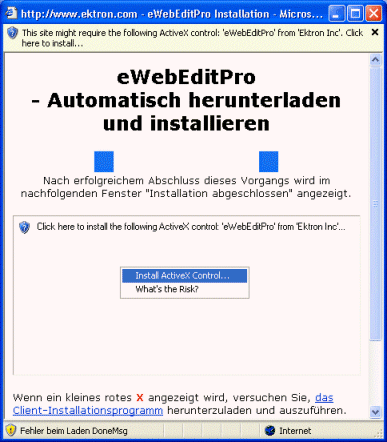 http://www.ektron.com - eWebEditPro Installation - Micros...
This site might require the following ActiveX control: 'eWebEditPro' from 'Ektron Inc'. Click
here to install...
eWebEditPro
- Automatisch herunterladen
und installieren
Nach erfolgreichem Abschluss dieses Vorgangs wird im
nachfolgenden Fenster "Installation abgeschlossen" angezeigt.
Click here to install the following ActiveX control: 'eWebEditPro' from 'Ektron Inc'...
Install ActiveX Control...
What's the Risk?
Wenn ein kleines rotes X angezeigt wird, versuchen Sie, das
Client-Installationsprogramm herunterzuladen und auszuführen.
Fehler beim Laden DoneMsg
Internet